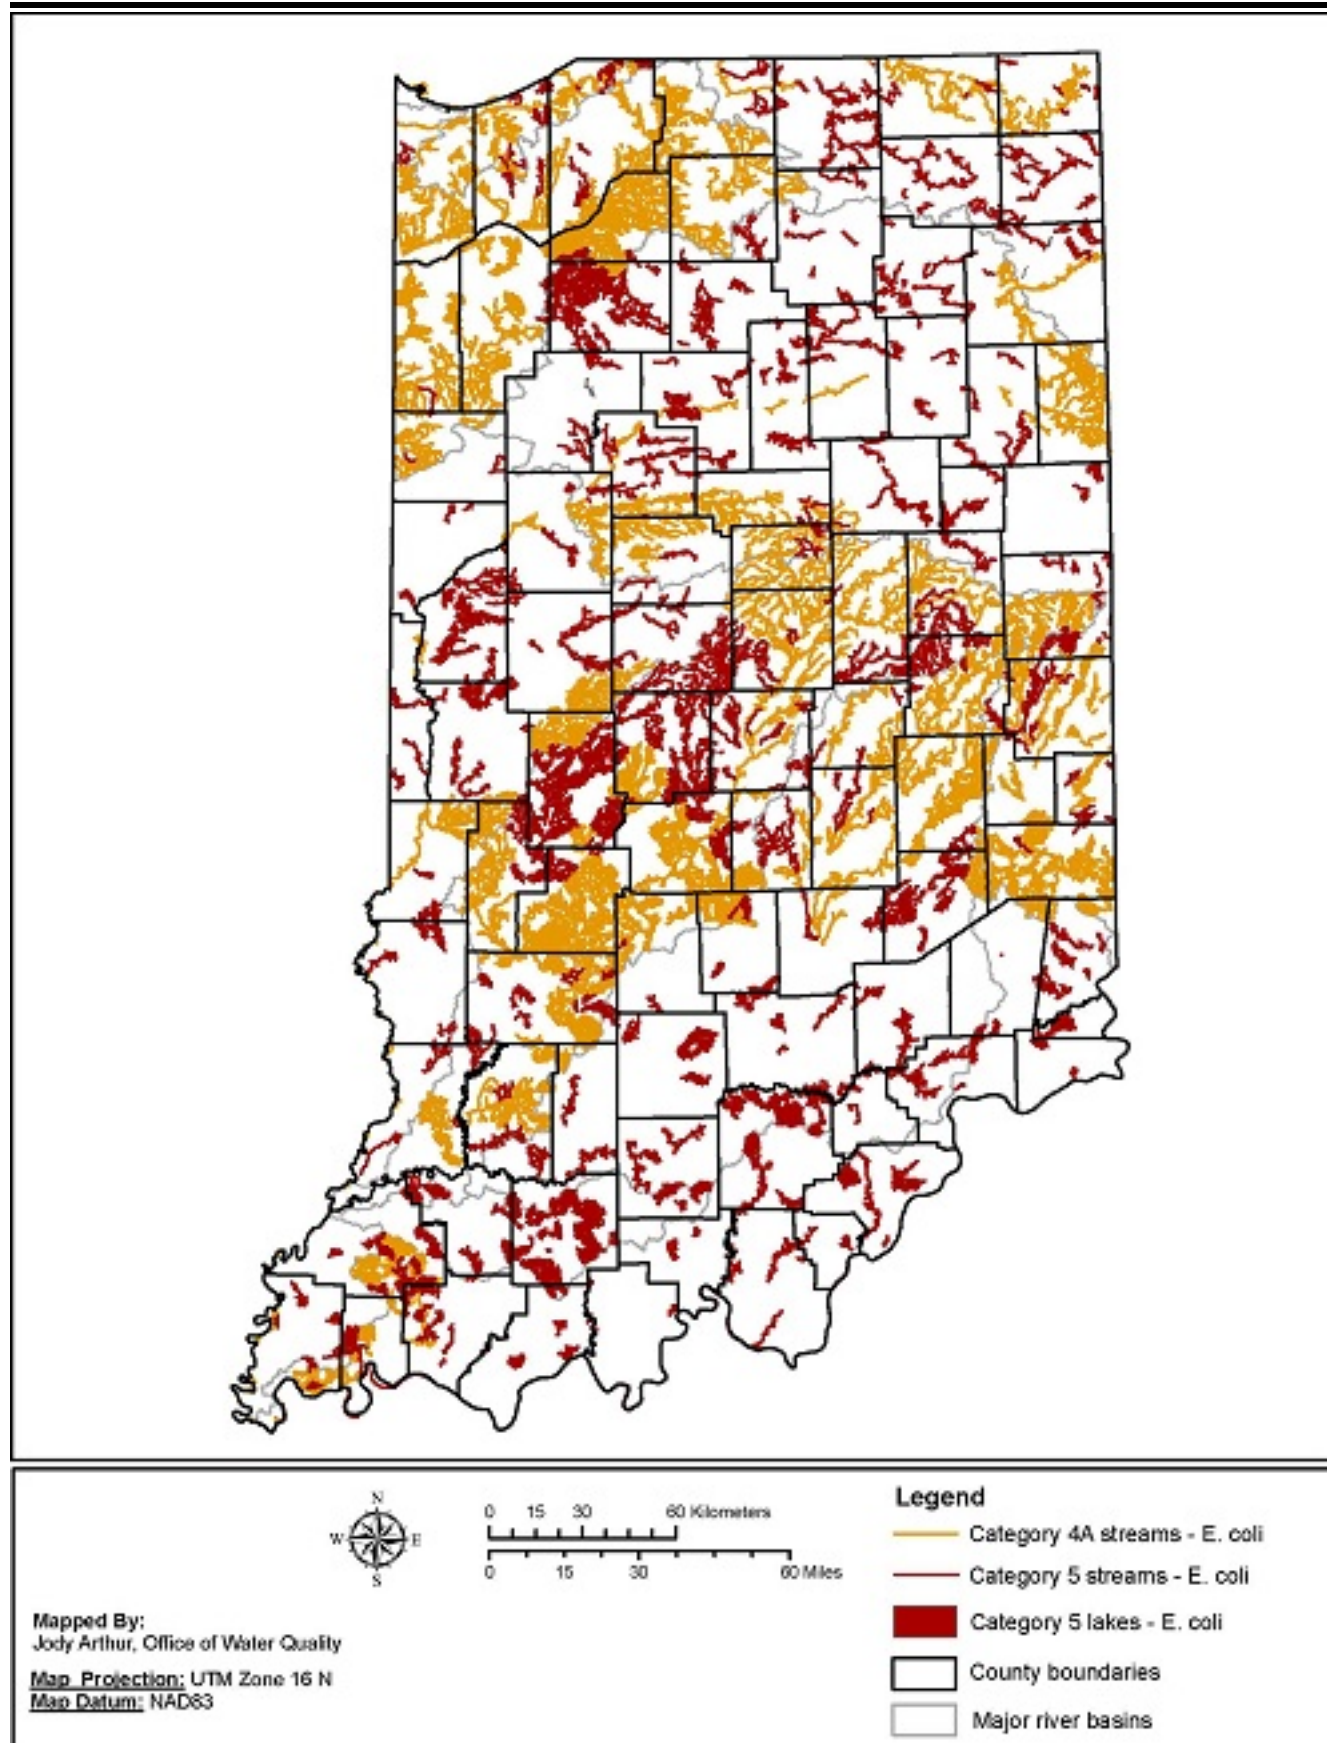 N
W E
S
0 15 30 60 Kilometers
0 15 30 60 Miles
Mapped By:
Jody Arthur, Office of Water Quality
Map Projection: UTM Zone 16 N
Map Datum: NAD83
Legend
Category 4A streams - E. coli
Category 5 streams - E. coli
Category 5 lakes - E. coli
County boundaries
Major river basins